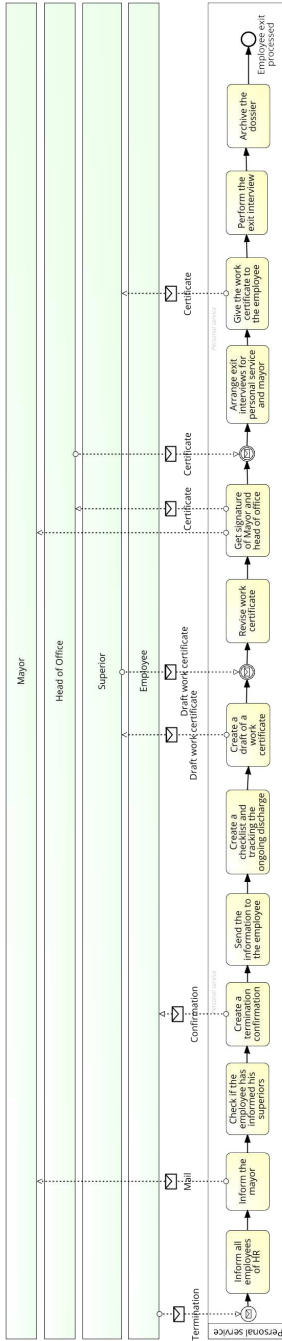 Mayor
Head of Office
Superior
Employee
Termination
Mail
Confirmation
Draft work certificate
Draft work certificate
Certificate
Certificate
Certificate
Personal service
Personal service
Personal service
Inform all
employees
of HR
Inform the
mayor
Check if the
employee has
informed his
superiors
Create a
termination
confirmation
Send the
information to
the employee
Create a
checklist and
tracking the
ongoing discharge
Create a
draft of a
work
certificate
Revise work
certificate
Get signature
of Mayor and
head of office
Arrange exit
interviews for
personal service
and mayor
Give the work
certificate to
the employee
Perform the
exit interview
Archive the
dossier
Employee exit
processed